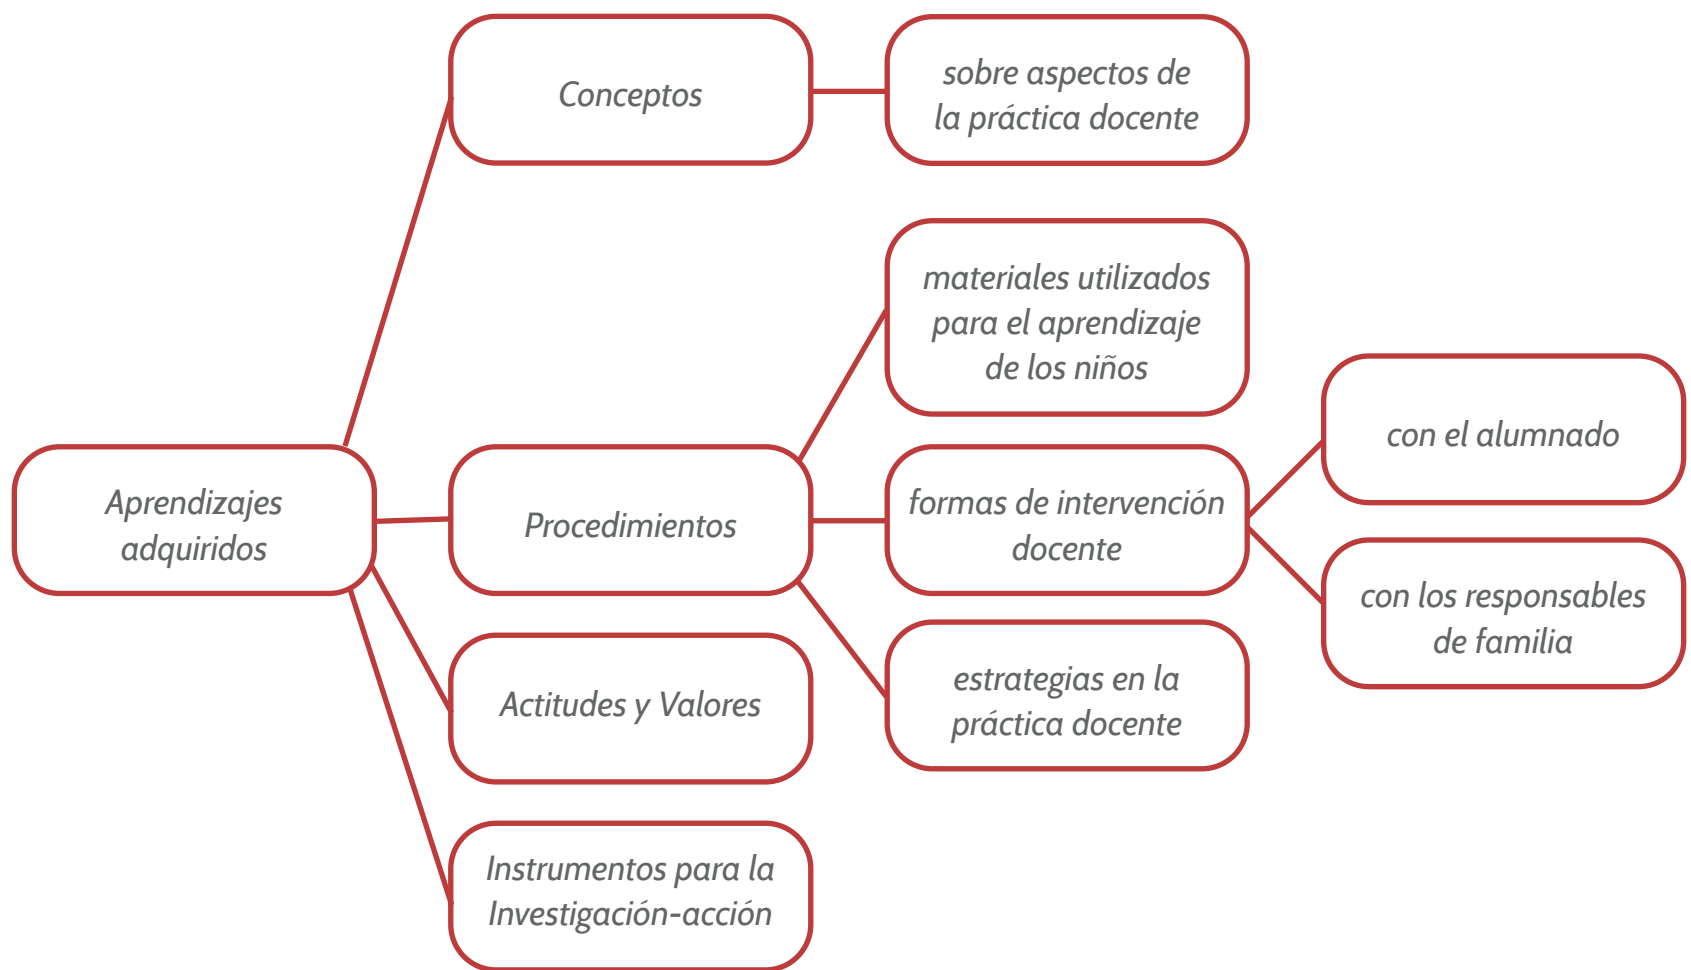 Conceptos
sobre aspectos de
la práctica docente
materiales utilizados
para el aprendizaje
de los niños
con el alumnado
Aprendizajes
adquiridos
Procedimientos
formas de intervención
docente
con los responsables
de familia
Actitudes y Valores
estrategias en la
práctica docente
Instrumentos para la
Investigación-acción